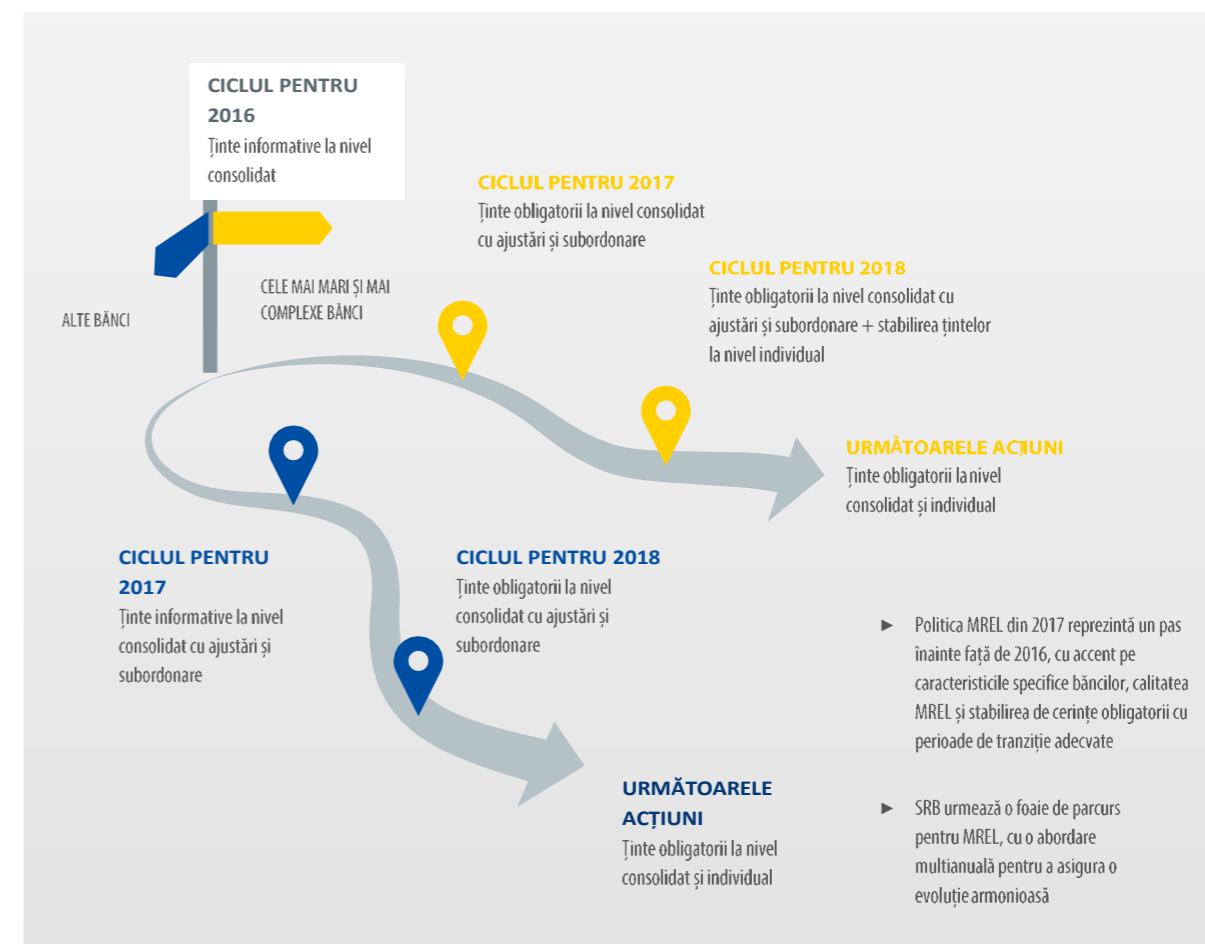 CICLUL PENTRU
2016
Ținte informative la nivel
consolidat
CICLUL PENTRU 2017
Ținte obligatorii la nivel consolidat
cu ajustări și subordonare
CICLUL PENTRU 2018
Ținte obligatorii la nivel consolidat cu
ajustări și subordonare + stabilirea țintelor
la nivel individual
CELE MAI MARI ȘI MAI
COMPLEXE BĂNCI
ALTE BĂNCI
URMĂTOARELE ACȚIUNI
Ținte obligatorii la nivel
consolidat și individual
CICLUL PENTRU
2017
Ținte informative la nivel
consolidat cu ajustări și
subordonare
CICLUL PENTRU 2018
Ținte obligatorii la nivel
consolidat cu ajustări și
subordonare
URMĂTOARELE
ACȚIUNI
Ținte obligatorii la nivel
consolidat și individual
► Politica MREL din 2017 reprezintă un pas
înainte față de 2016, cu accent pe
caracteristicile specifice băncilor, calitatea
MREL și stabilirea de cerințe obligatorii cu
perioade de tranziție adecvate
► SRB urmează o foaie de parcurs
pentru MREL, cu o abordare
multianuală pentru a asigura o
evoluție armonioasă